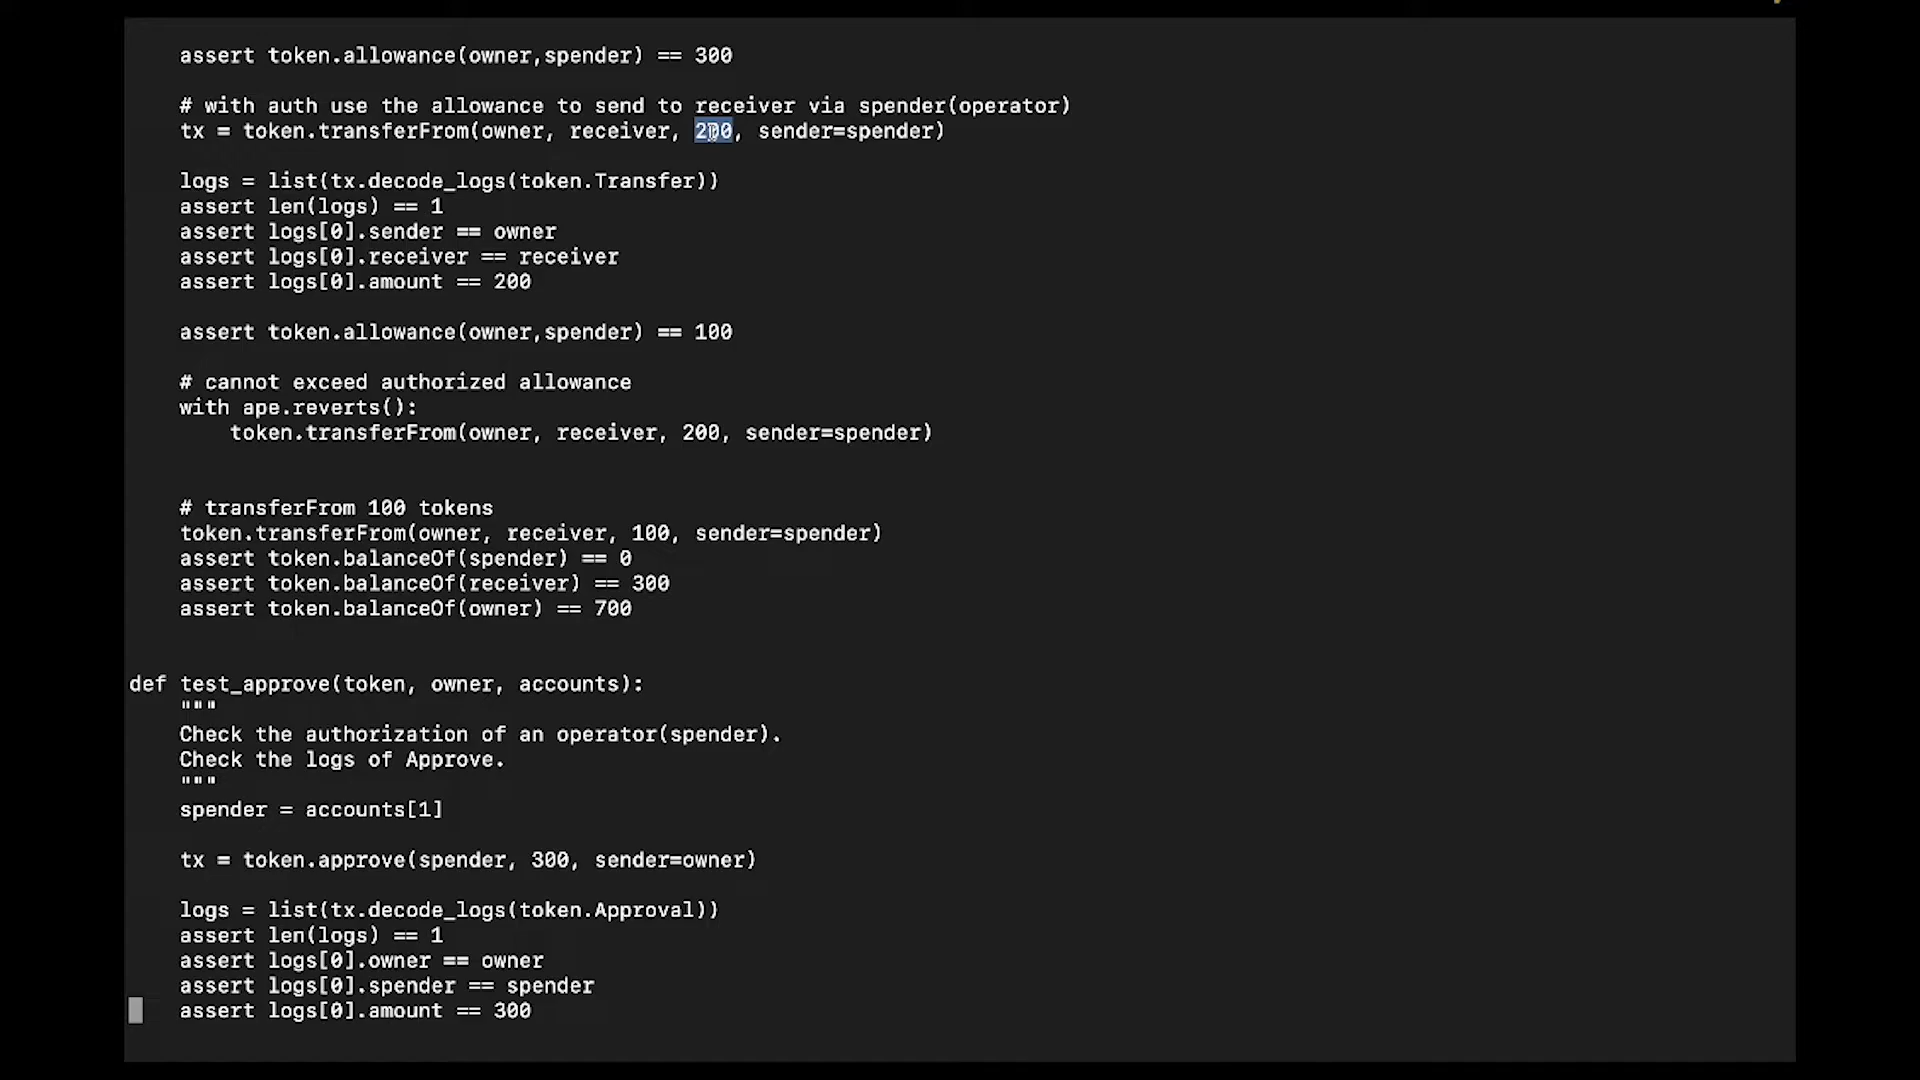 assert token.allowance(owner,spender) == 300
# with auth use the allowance to send to receiver via spender(operator)
tx = token.transferFrom(owner, receiver, 200, sender=spender)
logs = list(tx.decode_logs(token.Transfer))
assert len(logs) == 1
assert logs[0].sender == owner
assert logs[0].receiver == receiver
assert logs[0].amount == 200
assert token.allowance(owner,spender) == 100
# cannot exceed authorized allowance
with ape.reverts():
token.transferFrom(owner, receiver, 200, sender=spender)
# transferFrom 100 tokens
token.transferFrom(owner, receiver, 100, sender=spender)
assert token.balanceOf(spender) == 0
assert token.balanceOf(receiver) == 300
assert token.balanceOf(owner) == 700
def test_approve(token, owner, accounts):
"""
Check the authorization of an operator(spender).
Check the logs of Approve.
"""
spender = accounts[1]
tx = token.approve(spender, 300, sender=owner)
logs = list(tx.decode_logs(token.Approval))
assert len(logs) == 1
assert logs[0].owner == owner
assert logs[0].spender == spender
assert logs[0].amount == 300